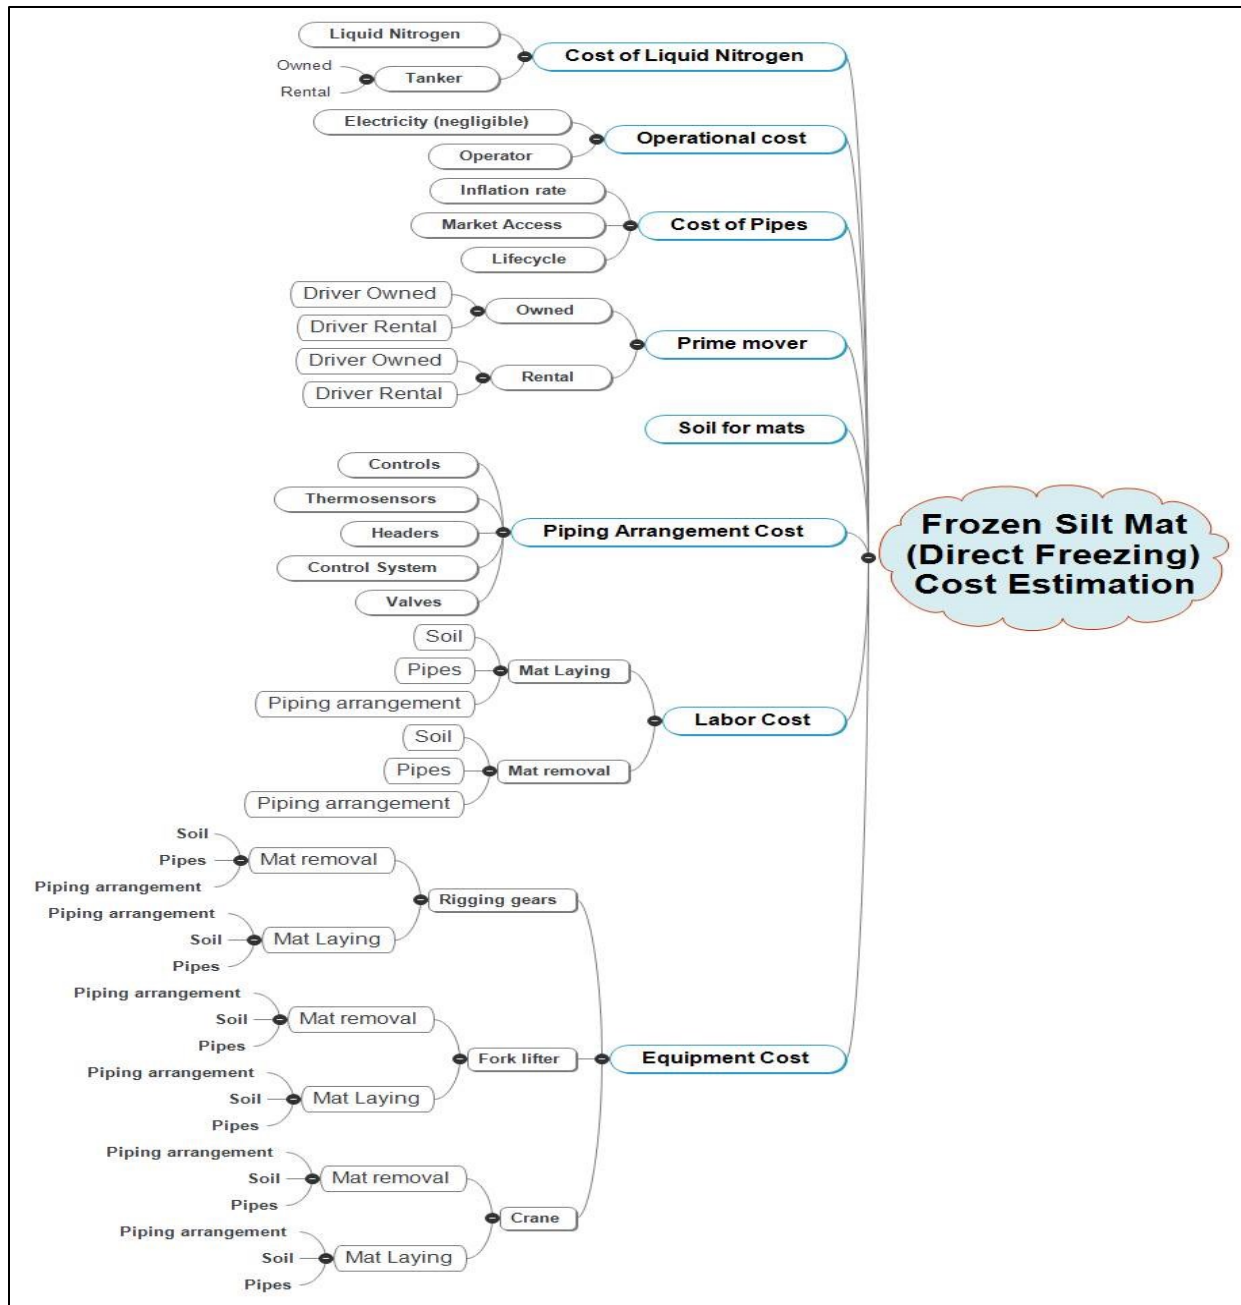 Liquid Nitrogen
Cost of Liquid Nitrogen
Owned
Tanker
Rental
Electricity (negligible)
Operational cost
Operator
Inflation rate
Market Access
Cost of Pipes
Lifecycle
Driver Owned
Owned
Driver Rental
Prime mover
Driver Owned
Rental
Driver Rental
Soil for mats
Controls
Thermosensors
Headers
Piping Arrangement Cost
Control System
Valves
Frozen Silt Mat
(Direct Freezing)
Cost Estimation
Soil
Pipes
Mat Laying
Piping arrangement
Labor Cost
Soil
Pipes
Mat removal
Piping arrangement
Soil
Pipes
Mat removal
Piping arrangement
Rigging gears
Piping arrangement
Soil
Mat Laying
Pipes
Piping arrangement
Soil
Mat removal
Pipes
Fork lifter
Equipment Cost
Piping arrangement
Soil
Mat Laying
Pipes
Piping arrangement
Soil
Mat removal
Pipes
Crane
Piping arrangement
Soil
Mat Laying
Pipes